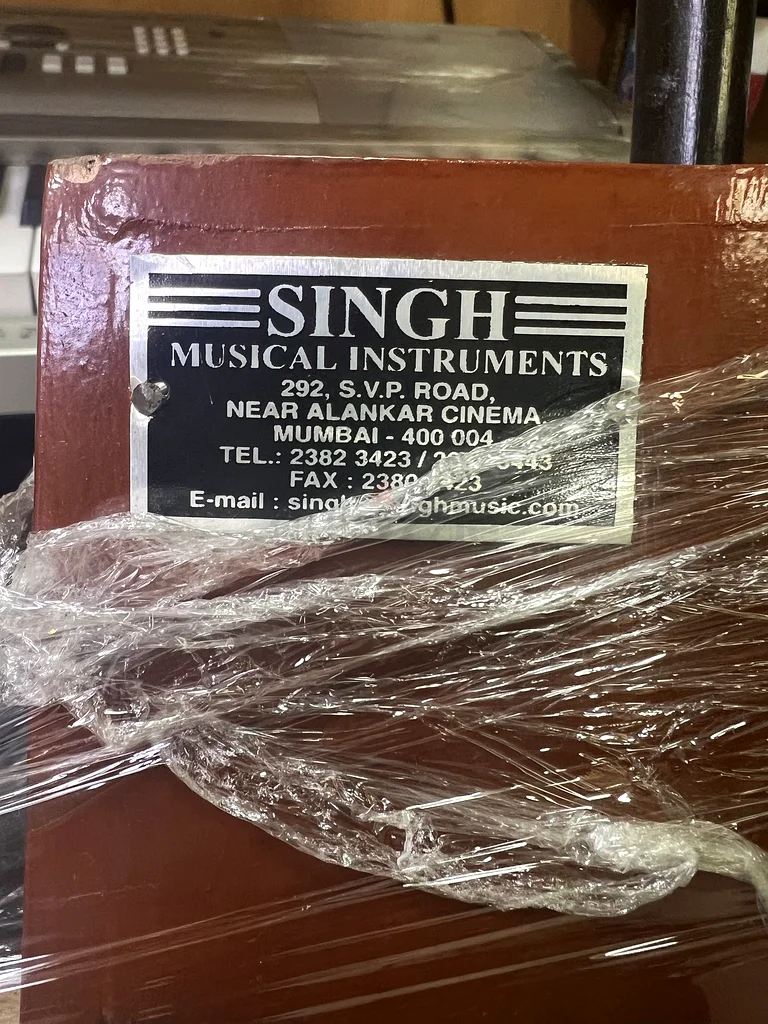 SINGH
MUSICAL INSTRUMENTS
292, S.V.P. ROAD,
NEAR ALANKAR CINEMA,
MUMBAI - 400 004
TEL.: 2382 3423 /
FAX :
E-mail :